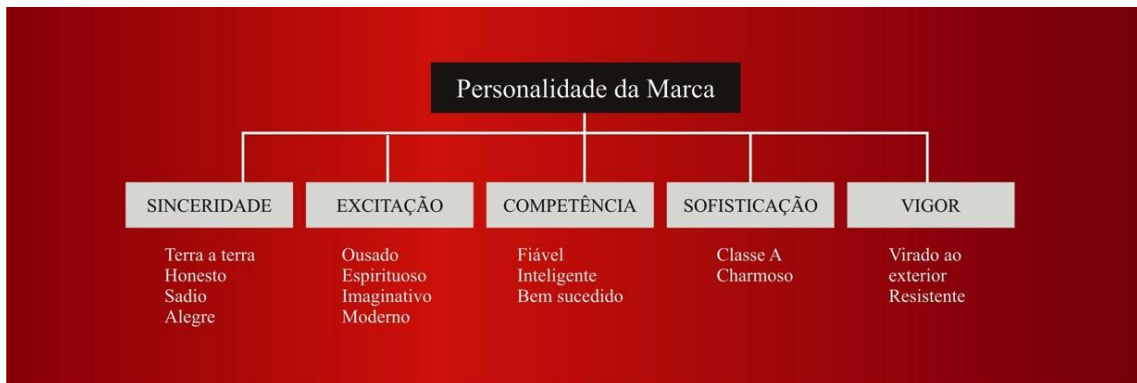 Personalidade da Marca
SINCERIDADE
Terra a terra
Honesto
Sadio
Alegre
EXCITAÇÃO
Ousado
Espirituoso
Imaginativo
Moderno
COMPETÊNCIA
Fiável
Inteligente
Bem sucedido
SOFISTICAÇÃO
Classe A
Charmoso
VIGOR
Virado ao
exterior
Resistente